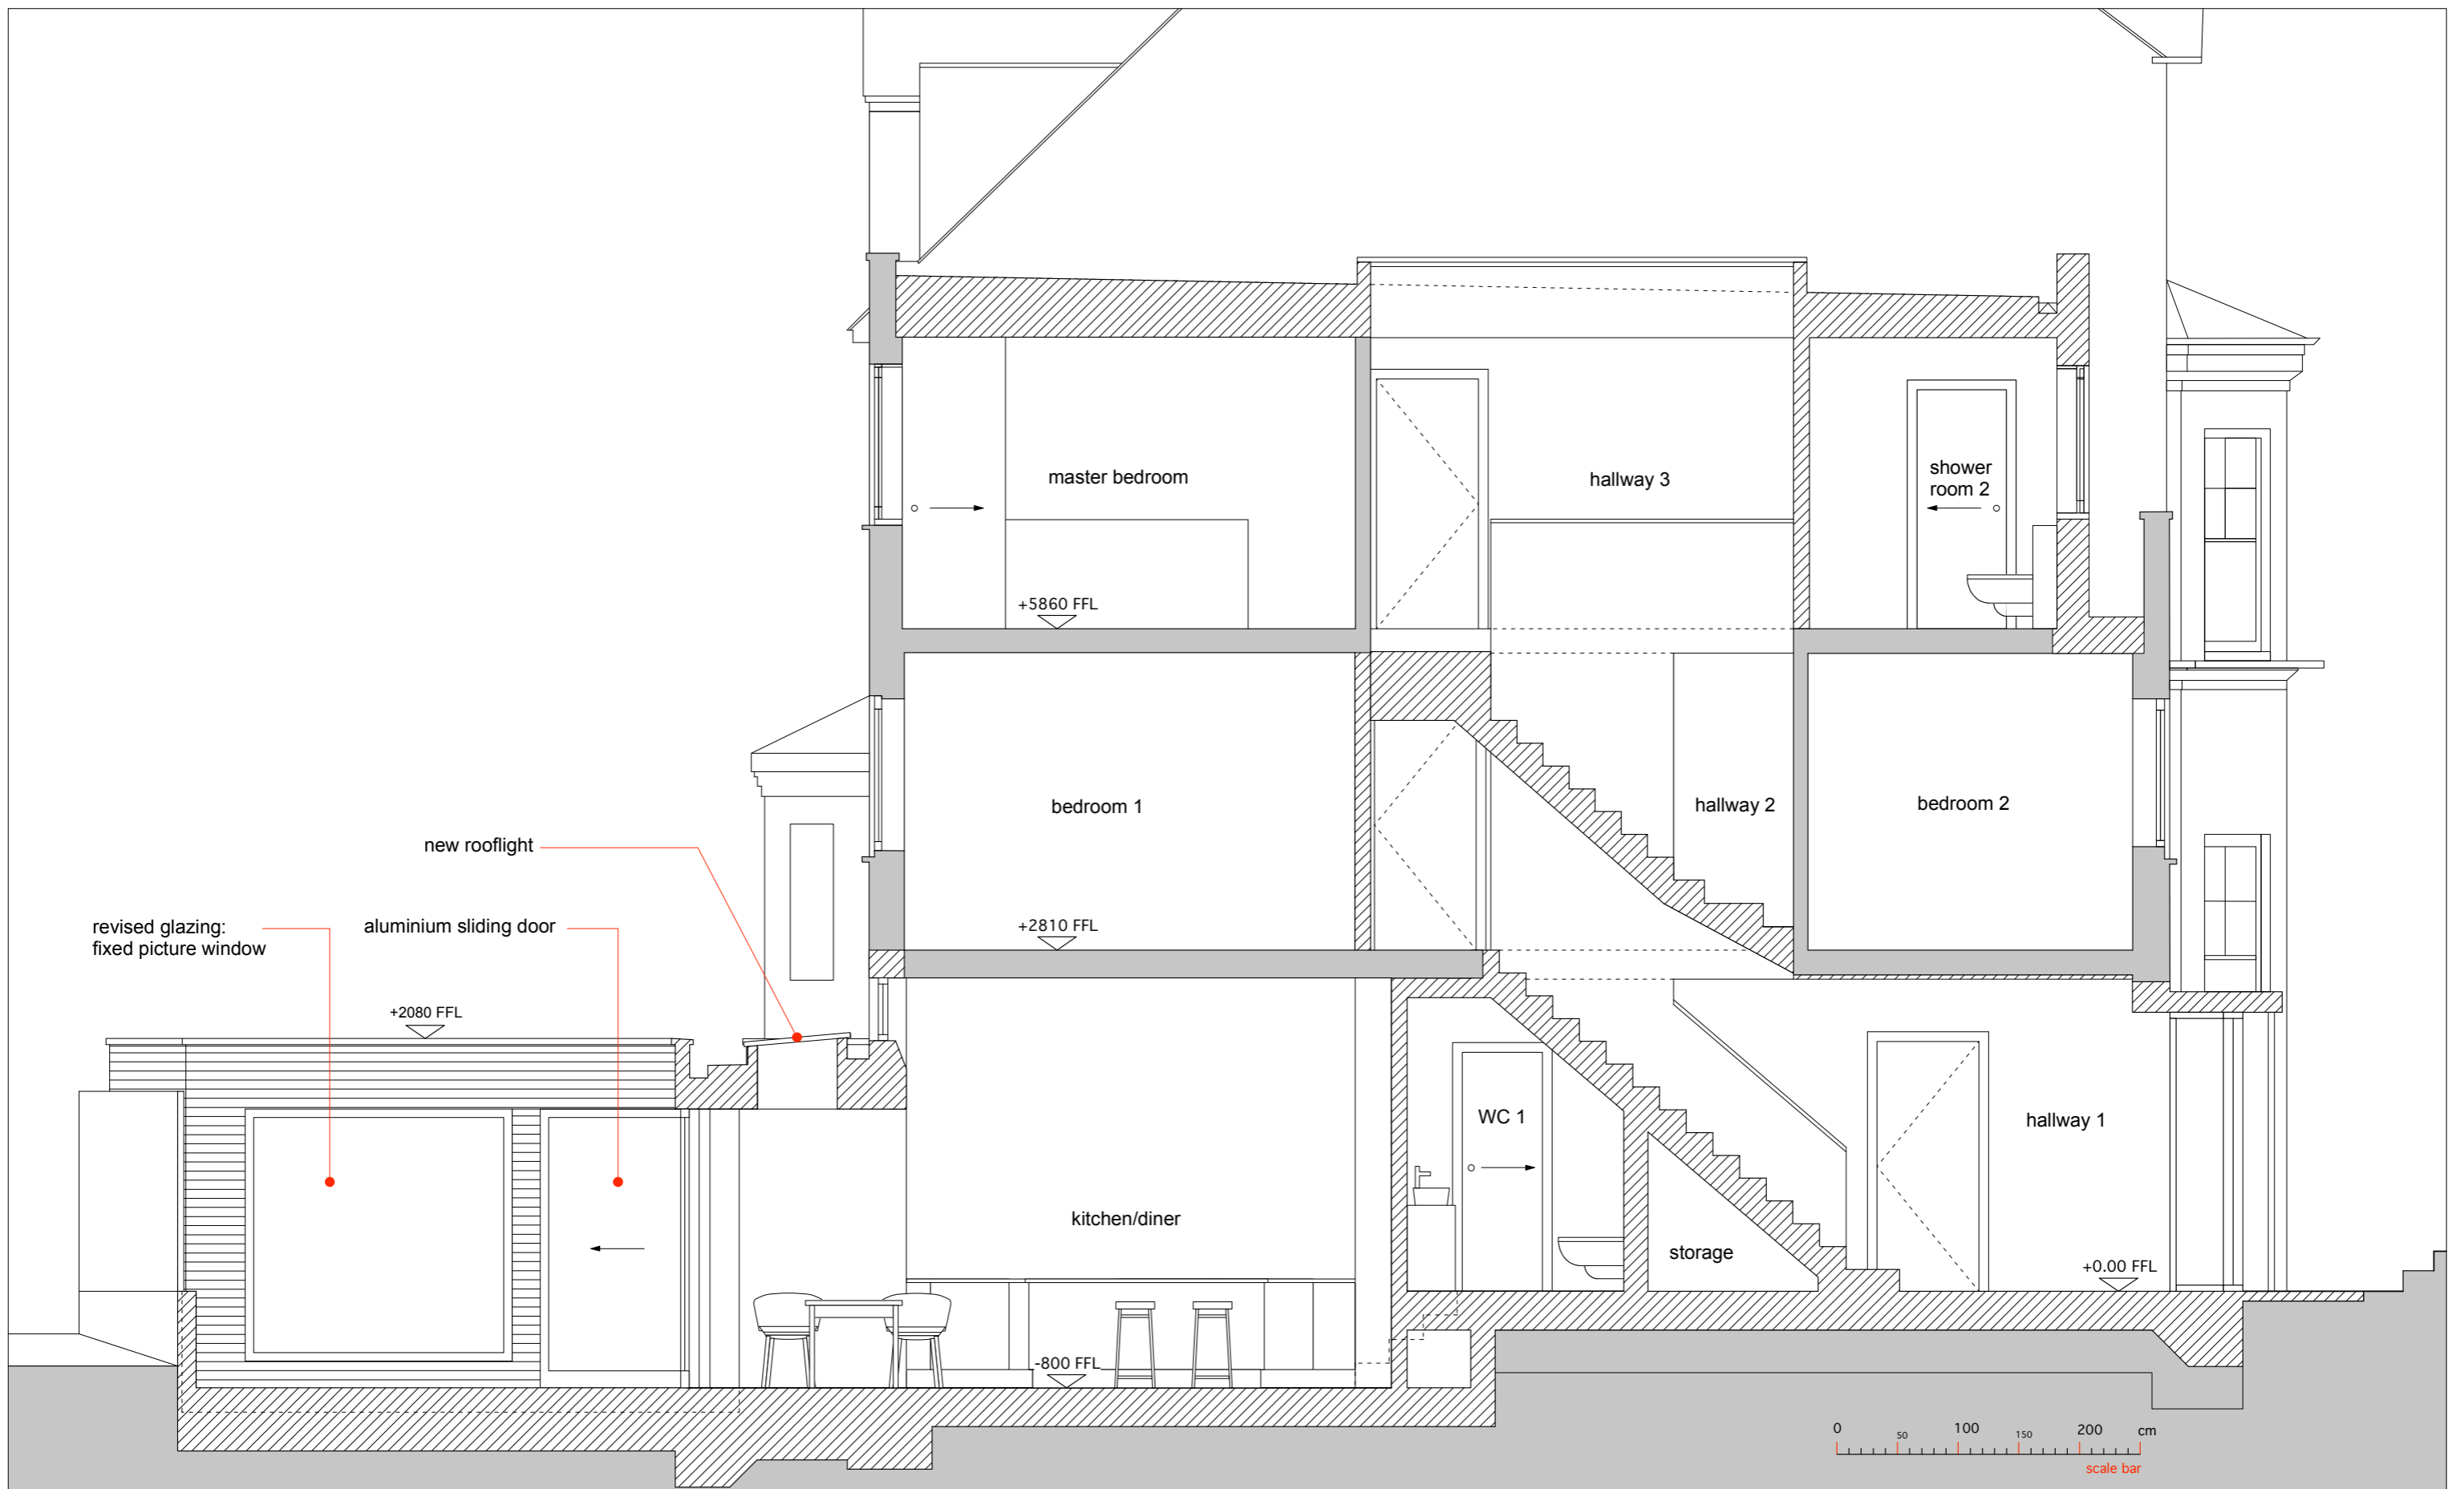 master bedroom
hallway 3
shower
room 2
+5860 FFL
bedroom 1
hallway 2
bedroom 2
new rooflight
revised glazing:
fixed picture window
aluminium sliding door
+2810 FFL
+2080 FFL
WC 1
hallway 1
kitchen/diner
storage
+0.00 FFL
-800 FFL
0 50 100 150 200 cm
scale bar